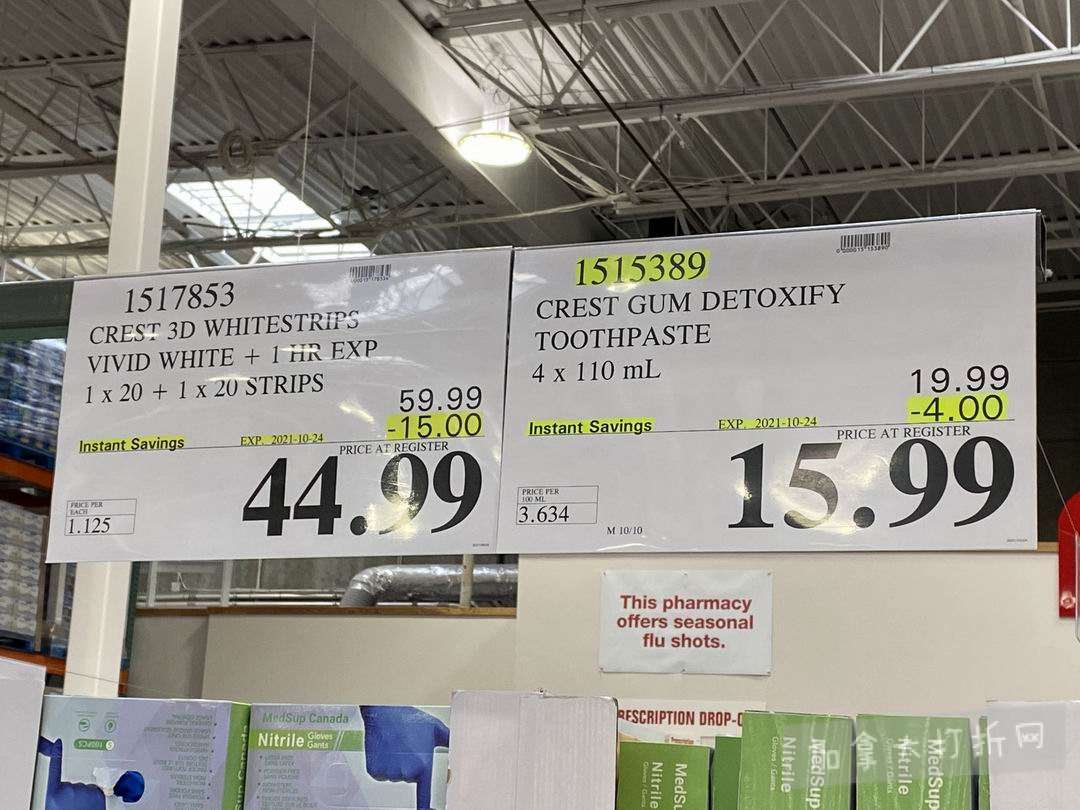 1517853
CREST 3D WHITESTRIPS
VIVID WHITE + 1 HR EXP
1 x 20 + 1 x 20 STRIPS
59.99
-15.00
Instant Savings
EXP. 2021-10-24
PRICE AT REGISTER
44.99
PRICE PER
EACH
1.125
1515389
CREST GUM DETOXIFY
TOOTHPASTE
4 x 110 mL
19.99
-4.00
Instant Savings
EXP. 2021-10-24
PRICE AT REGISTER
15.99
PRICE PER
100 ML
3.634
M 10/10
This pharmacy
offers seasonal
flu shots.
RESCRIPTION DROP-O
MedSup Canada
Nitrile Gloves
Gants
Nitrile
MedSu
Nitrile Gloves / Gants
MedSup
Nitrile
MedSup
加拿大打折网